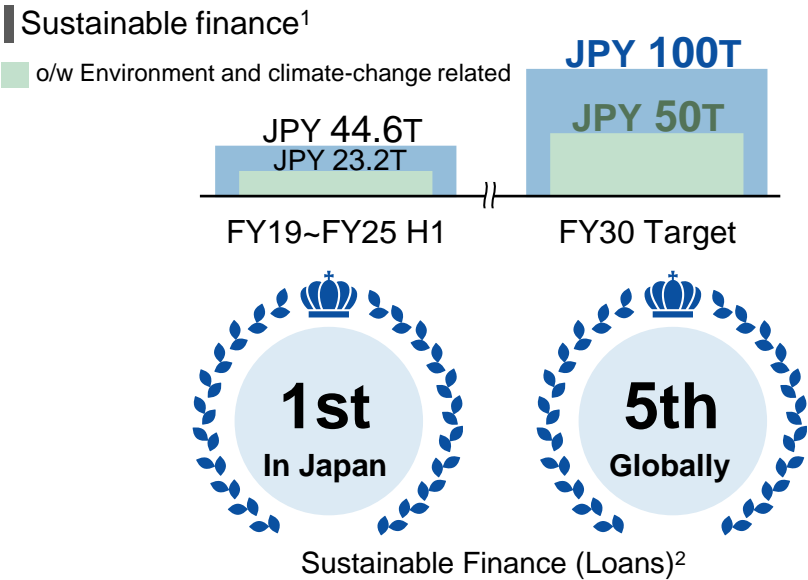 Sustainable finance1
o/w Environment and climate-change related
JPY 100T
JPY 50T
JPY 44.6T
JPY 23.2T
FY19~FY25 H1
FY30 Target
1st
In Japan
5th
Globally
Sustainable Finance (Loans)2